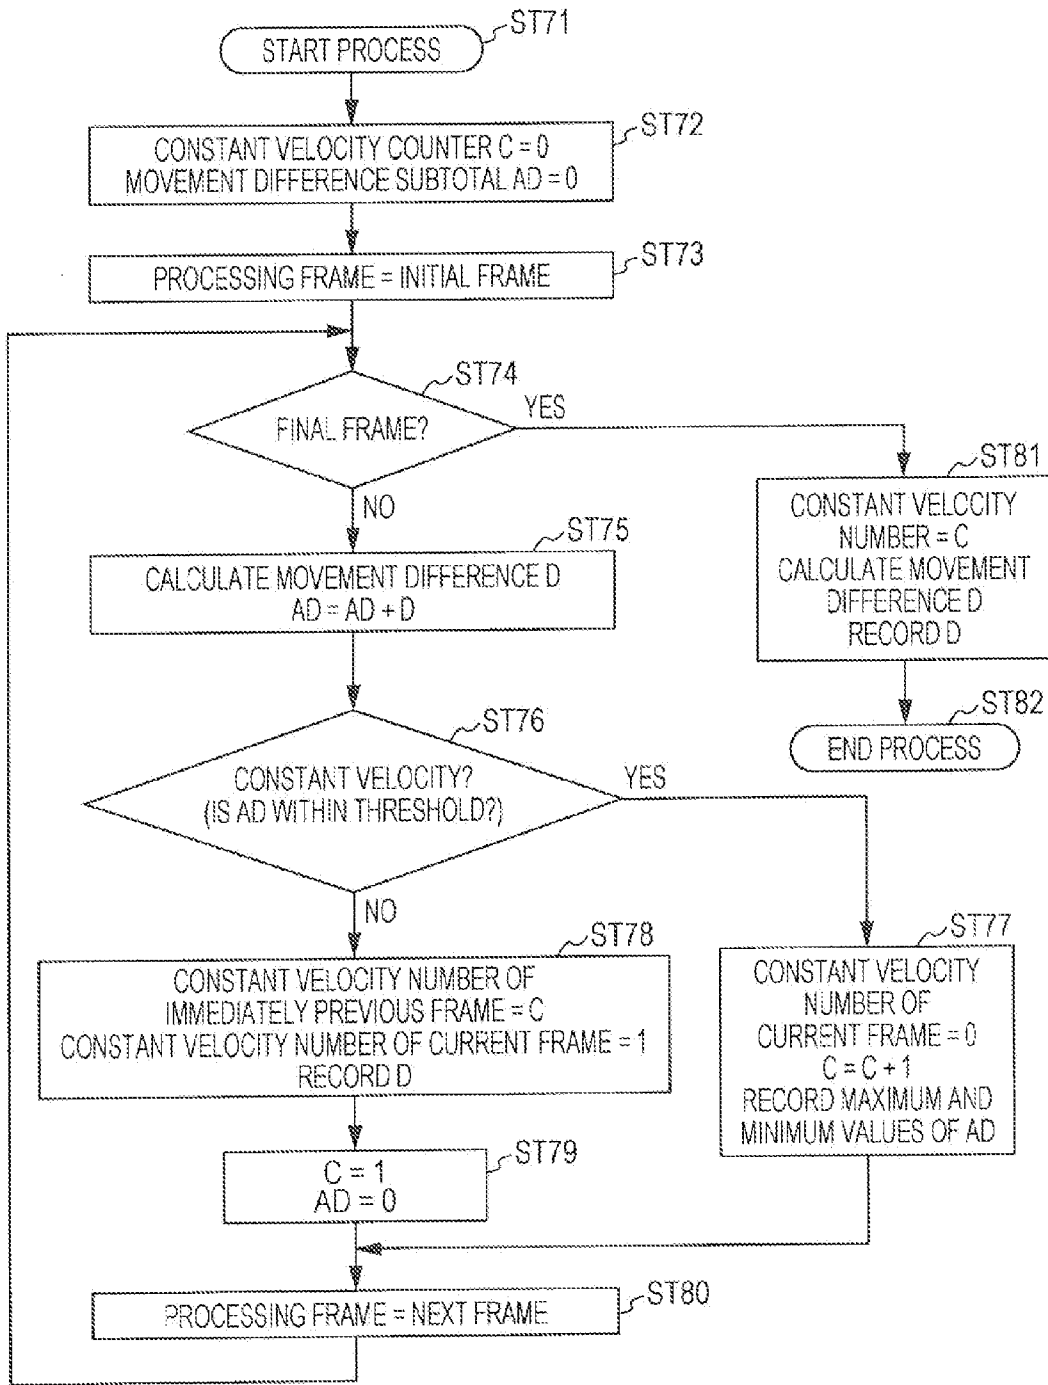 START PROCESS
ST71
CONSTANT VELOCITY COUNTER C = 0
MOVEMENT DIFFERENCE SUBTOTAL AD = 0
ST72
PROCESSING FRAME = INITIAL FRAME
ST73
FINAL FRAME?
ST74
YES
NO
CALCULATE MOVEMENT DIFFERENCE D
AD = AD + D
ST75
CONSTANT VELOCITY
NUMBER = C
CALCULATE MOVEMENT
DIFFERENCE D
RECORD D
ST81
END PROCESS
ST82
CONSTANT VELOCITY?
(IS AD WITHIN THRESHOLD?)
ST76
YES
NO
CONSTANT VELOCITY NUMBER OF
IMMEDIATELY PREVIOUS FRAME = C
CONSTANT VELOCITY NUMBER OF CURRENT FRAME = 1
RECORD D
ST78
CONSTANT VELOCITY
NUMBER OF
CURRENT FRAME = 0
C = C + 1
RECORD MAXIMUM AND
MINIMUM VALUES OF AD
ST77
C = 1
AD = 0
ST79
PROCESSING FRAME = NEXT FRAME
ST80